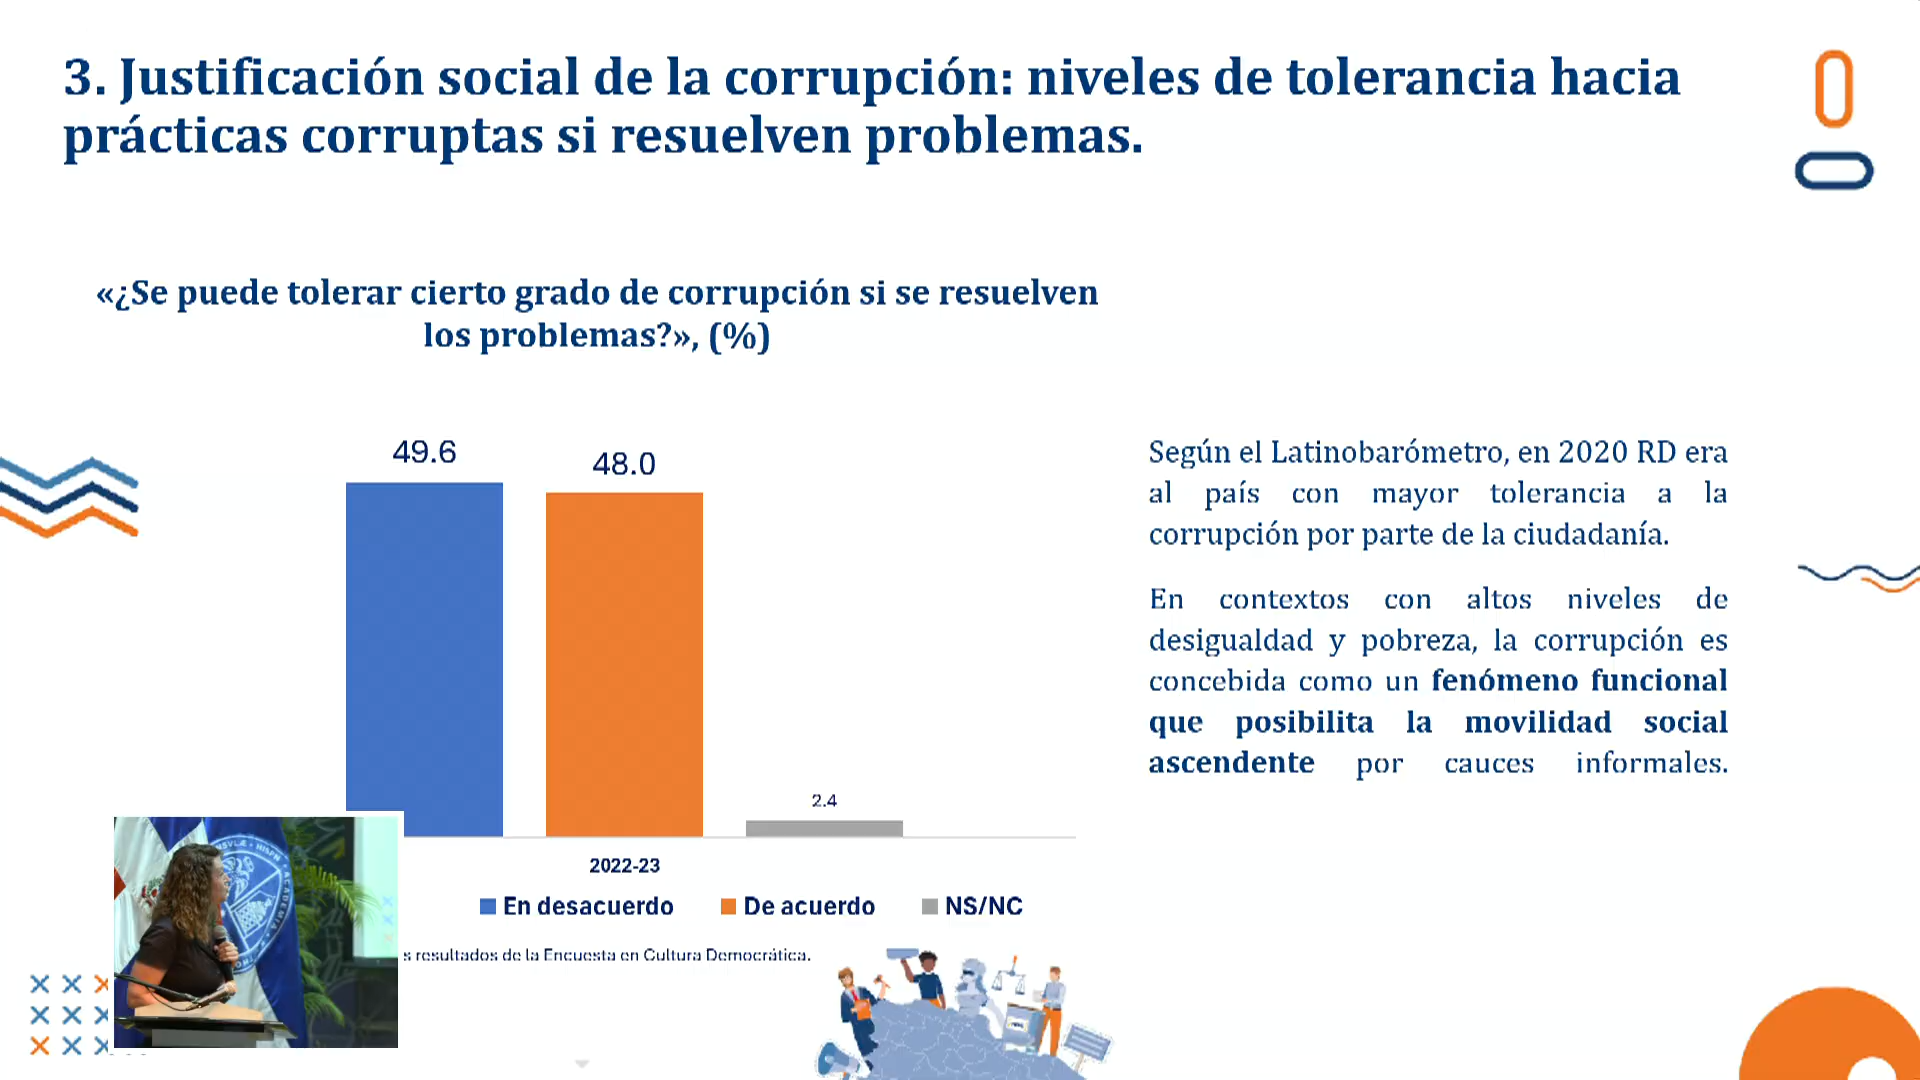 3. Justificación social de la corrupción: niveles de tolerancia hacia
prácticas corruptas si resuelven problemas.
«¿Se puede tolerar cierto grado de corrupción si se resuelven
los problemas?», (%)
49.6
48.0
2.4
2022-23
En desacuerdo
De acuerdo
NS/NC
s resultados de la Encuesta en Cultura Democrática.
Según el Latinobarómetro, en 2020 RD era
al país con mayor tolerancia a la
corrupción por parte de la ciudadanía.
En contextos con altos niveles de
desigualdad y pobreza, la corrupción es
concebida como un fenómeno funcional
que posibilita la movilidad social
ascendente por cauces informales.